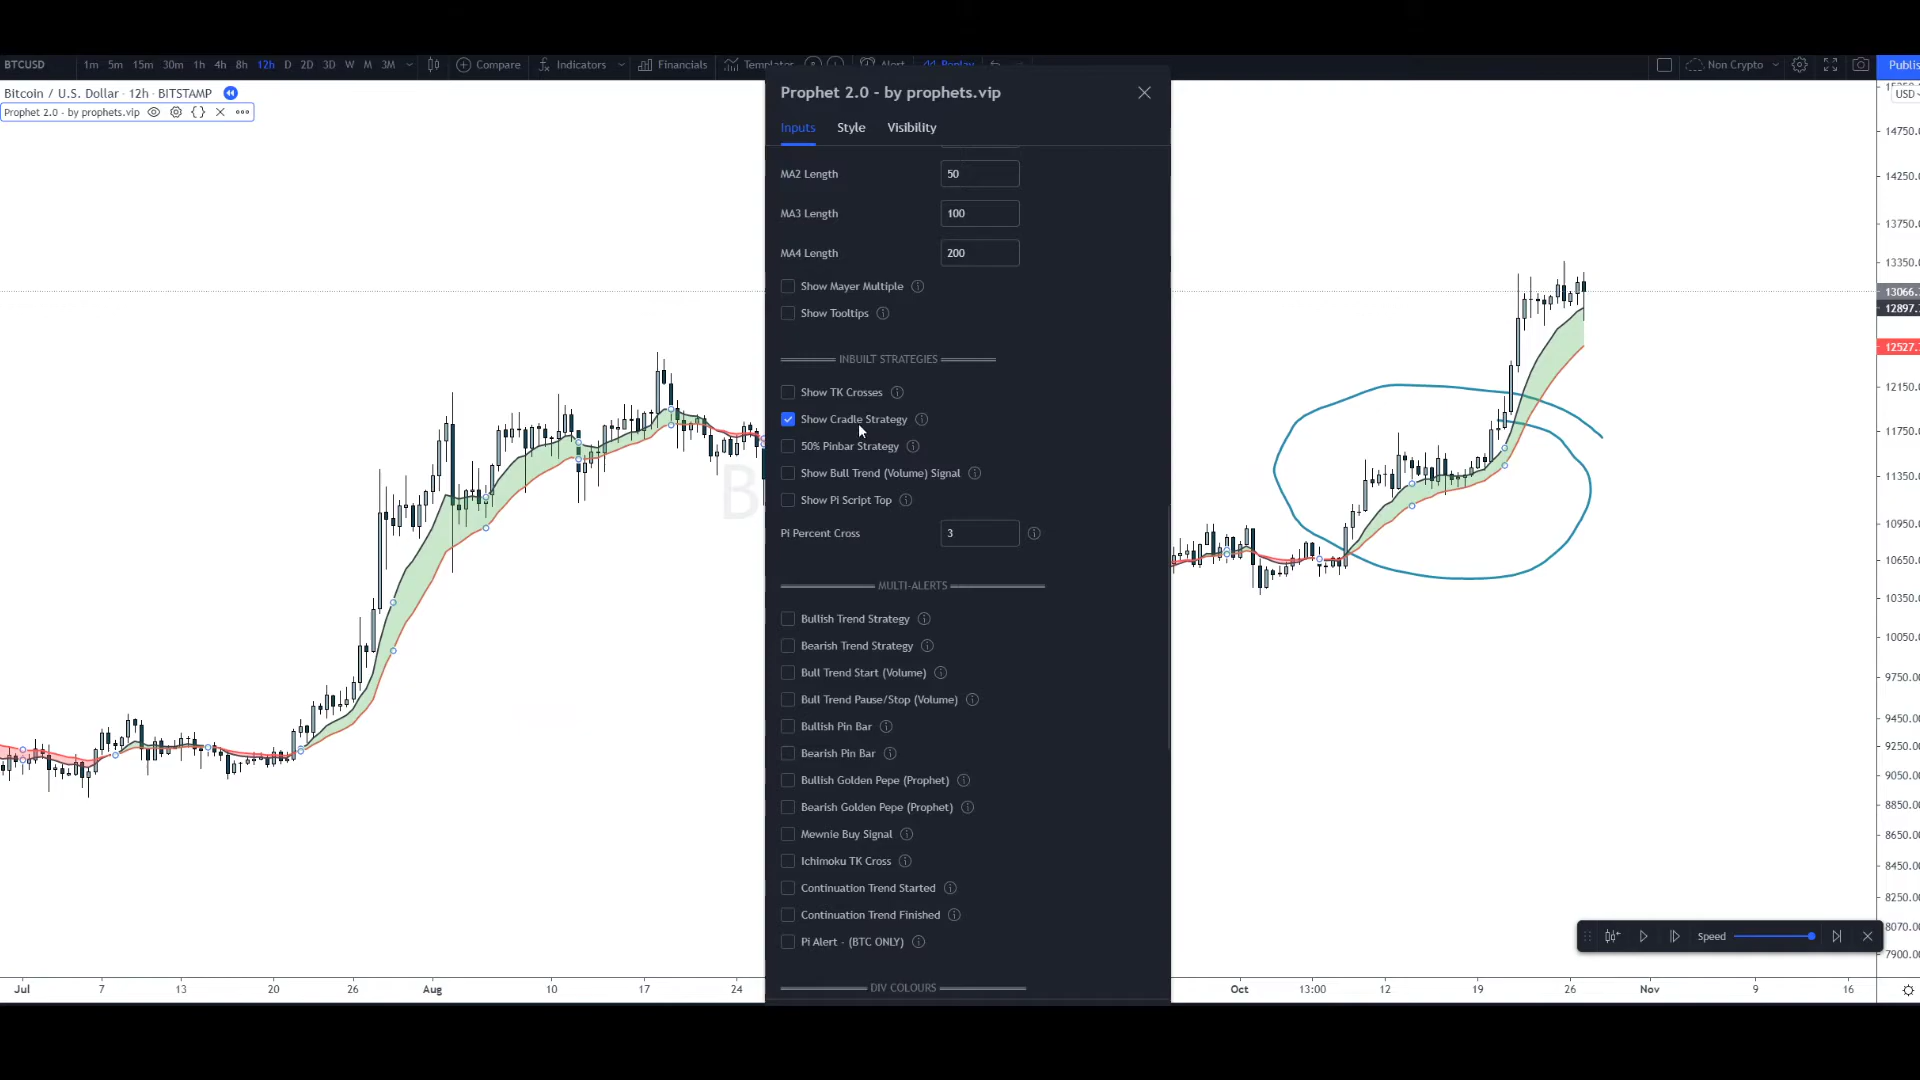 BTCUSD 1m 5m 15m 30m 1h 4h 8h 12h D 2D 3D W M 3M Compare Indicators Financials Templates Alert Replay Non Crypto Publis
Bitcoin / U.S. Dollar · 12h · BITSTAMP
Prophet 2.0 - by prophets.vip
Prophet 2.0 - by prophets.vip
Inputs Style Visibility
MA2 Length 50
MA3 Length 100
MA4 Length 200
Show Mayer Multiple
Show Tooltips
INBUILT STRATEGIES
Show TK Crosses
Show Cradle Strategy
50% Pinbar Strategy
Show Bull Trend (Volume) Signal
Show Pi Script Top
Pi Percent Cross 3
MULTI-ALERTS
Bullish Trend Strategy
Bearish Trend Strategy
Bull Trend Start (Volume)
Bull Trend Pause/Stop (Volume)
Bullish Pin Bar
Bearish Pin Bar
Bullish Golden Pepe (Prophet)
Bearish Golden Pepe (Prophet)
Mewnie Buy Signal
Ichimoku TK Cross
Continuation Trend Started
Continuation Trend Finished
Pi Alert - (BTC ONLY)
DIV COLOURS
B
USD
14750.
14250.
13750.
13350.
13066.
12897.
12527.
12150.
11750.
11350.
10950.
10650.
10350.
10050.
9750.0
9450.0
9250.0
9050.0
8850.0
8650.0
8450.0
8250.0
8070.0
7900.0
Speed
Jul 7 13 20 26 Aug 10 17 24 Oct 13:00 12 19 26 Nov 9 16